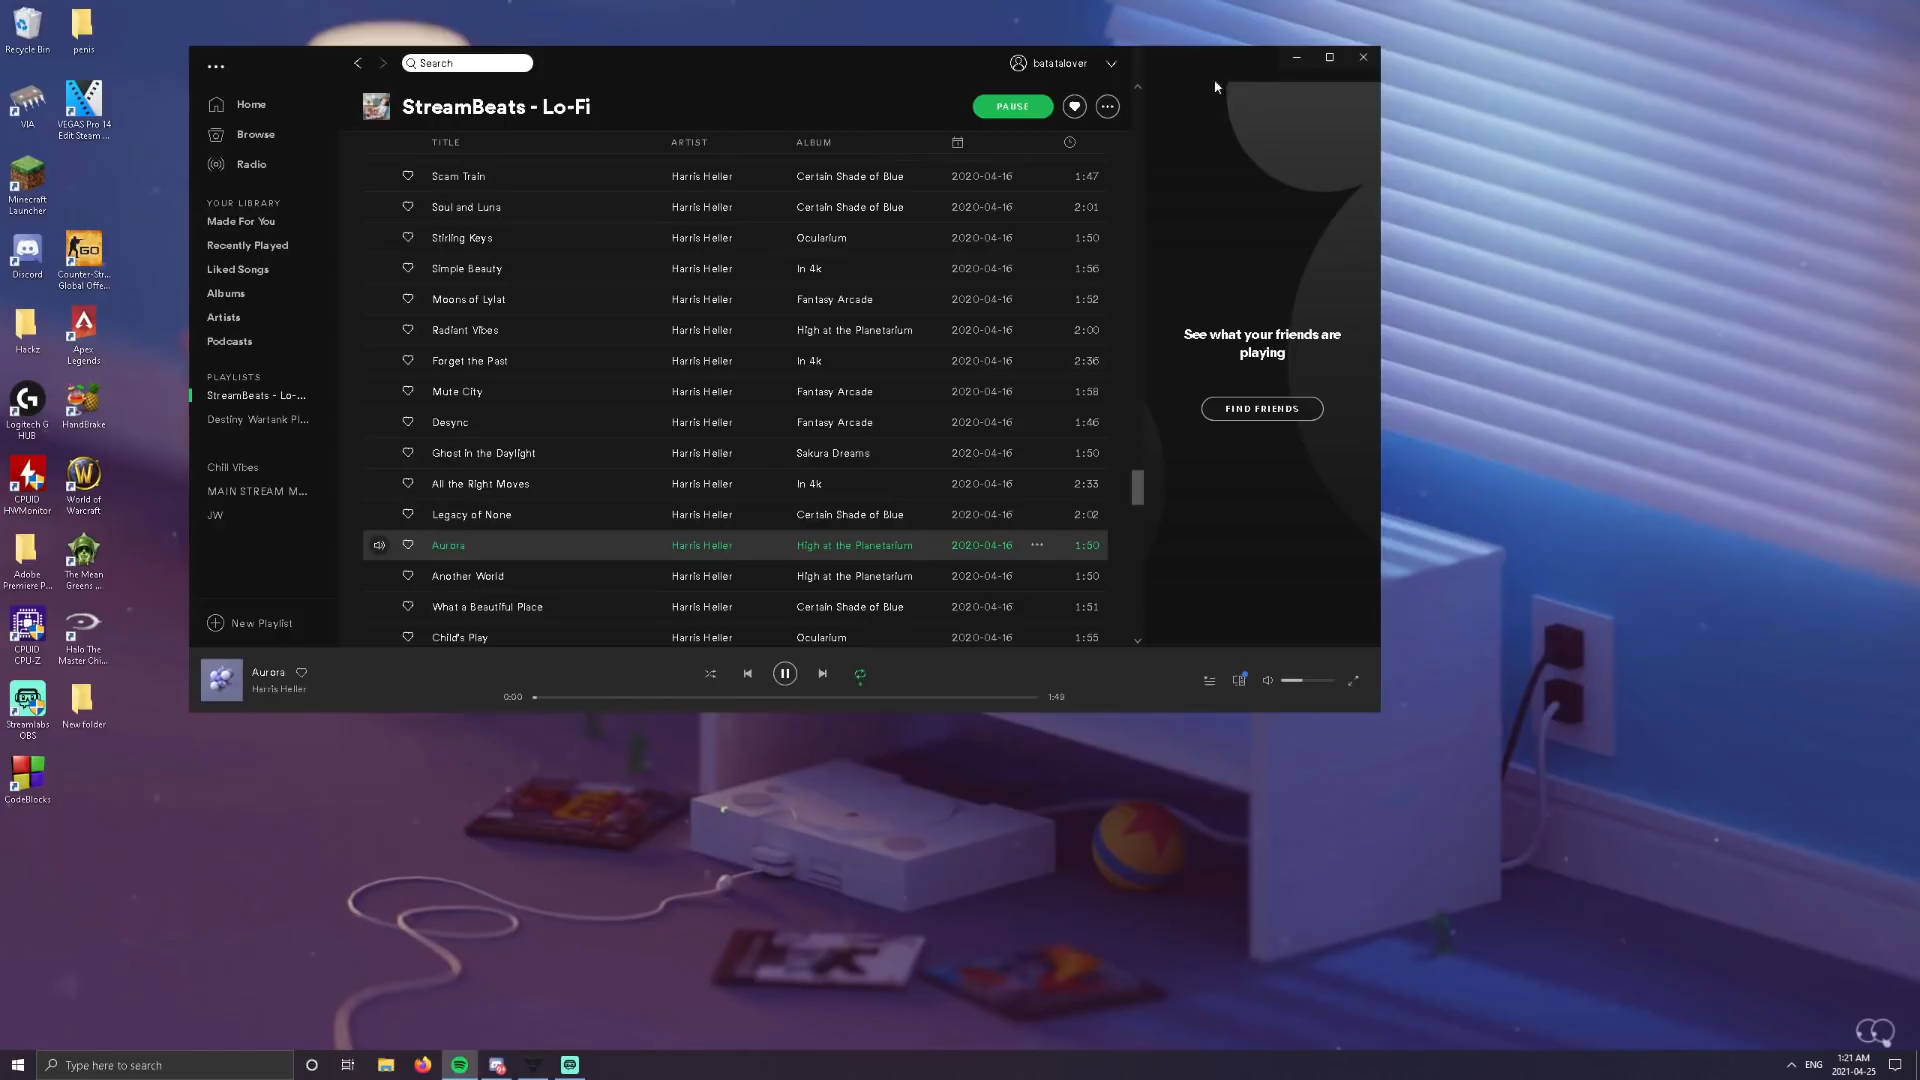 Recycle Bin
penis
VIA
VEGAS Pro 14
Edit Steam ...
Minecraft
Launcher
Discord
Counter-Str...
Global Offe...
Hackz
Apex
Legends
Logitech G
HUB
HandBrake
CPUID
HWMonitor
World of
Warcraft
Adobe
Premiere P...
The Mean
Greens ...
CPUID
CPU-Z
Halo The
Master Chi...
Streamlabs
OBS
New folder
CodeBlocks
Search
batatalover
Home
Browse
Radio
YOUR LIBRARY
Made For You
Recently Played
Liked Songs
Albums
Artists
Podcasts
PLAYLISTS
StreamBeats - Lo-...
Destiny Wartank Pl...
Chill Vibes
MAIN STREAM M...
JW
New Playlist
StreamBeats - Lo-Fi
PAUSE
TITLE ARTIST ALBUM
Scam Train Harris Heller Certain Shade of Blue 2020-04-16 1:47
Soul and Luna Harris Heller Certain Shade of Blue 2020-04-16 2:01
Stirling Keys Harris Heller Ocularium 2020-04-16 1:50
Simple Beauty Harris Heller In 4k 2020-04-16 1:56
Moons of Lylat Harris Heller Fantasy Arcade 2020-04-16 1:52
Radiant Vibes Harris Heller High at the Planetarium 2020-04-16 2:00
Forget the Past Harris Heller In 4k 2020-04-16 2:36
Mute City Harris Heller Fantasy Arcade 2020-04-16 1:58
Desync Harris Heller Fantasy Arcade 2020-04-16 1:46
Ghost in the Daylight Harris Heller Sakura Dreams 2020-04-16 1:50
All the Right Moves Harris Heller In 4k 2020-04-16 2:33
Legacy of None Harris Heller Certain Shade of Blue 2020-04-16 2:02
Aurora Harris Heller High at the Planetarium 2020-04-16 ... 1:50
Another World Harris Heller High at the Planetarium 2020-04-16 1:50
What a Beautiful Place Harris Heller Certain Shade of Blue 2020-04-16 1:51
Child's Play Harris Heller Ocularium 2020-04-16 1:55
See what your friends are
playing
FIND FRIENDS
Aurora
Harris Heller
0:00 1:49
Type here to search
ENG
1:21 AM
2021-04-25